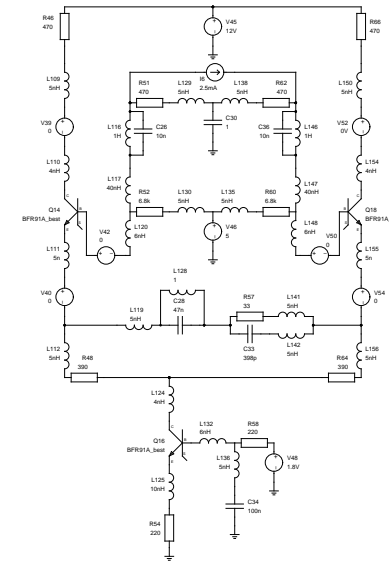 R46
470
V45
12V
R66
470
L109
5nH
R51
470
L129
5nH
I6
2.5mA
L138
5nH
R62
470
L150
5nH
V39
0
L116
1H
C26
10n
C30
1
C36
10n
L146
1H
V52
0V
L110
4nH
L117
40nH
L147
40nH
L154
4nH
Q14
BFR91A_best
R52
6.8k
L130
5nH
L135
5nH
R60
6.8k
Q18
BFR91A_best
L111
5n
V42
0
L120
6nH
V46
5
L148
6nH
V50
0
L155
5n
V40
0
L128
1
V54
0
L119
5nH
C28
47n
R57
33
L141
5nH
C33
398p
L142
5nH
L112
5nH
R48
390
R64
390
L156
5nH
L124
4nH
Q16
BFR91A_best
L132
6nH
R58
220
L125
10nH
L136
5nH
V48
1.8V
R54
220
C34
100n